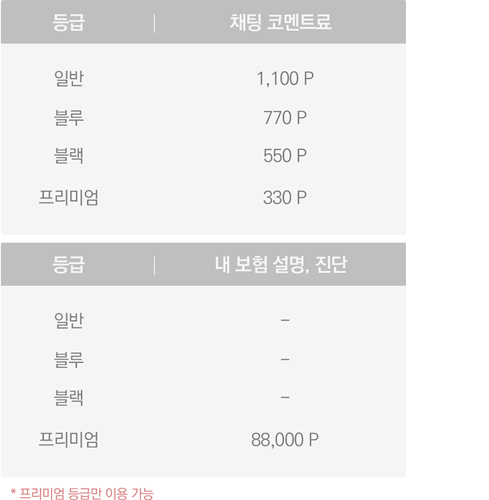 등급 채팅 코멘트료
일반 1,100 P
블루 770 P
블랙 550 P
프리미엄 330 P
등급 내 보험 설명, 진단
일반 –
블루 –
블랙 –
프리미엄 88,000 P
* 프리미엄 등급만 이용 가능